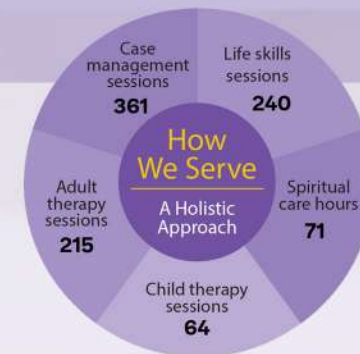 How
We Serve
A Holistic
Approach
Case
management
sessions
361
Life skills
sessions
240
Spiritual
care hours
71
Child therapy
sessions
64
Adult
therapy
sessions
215